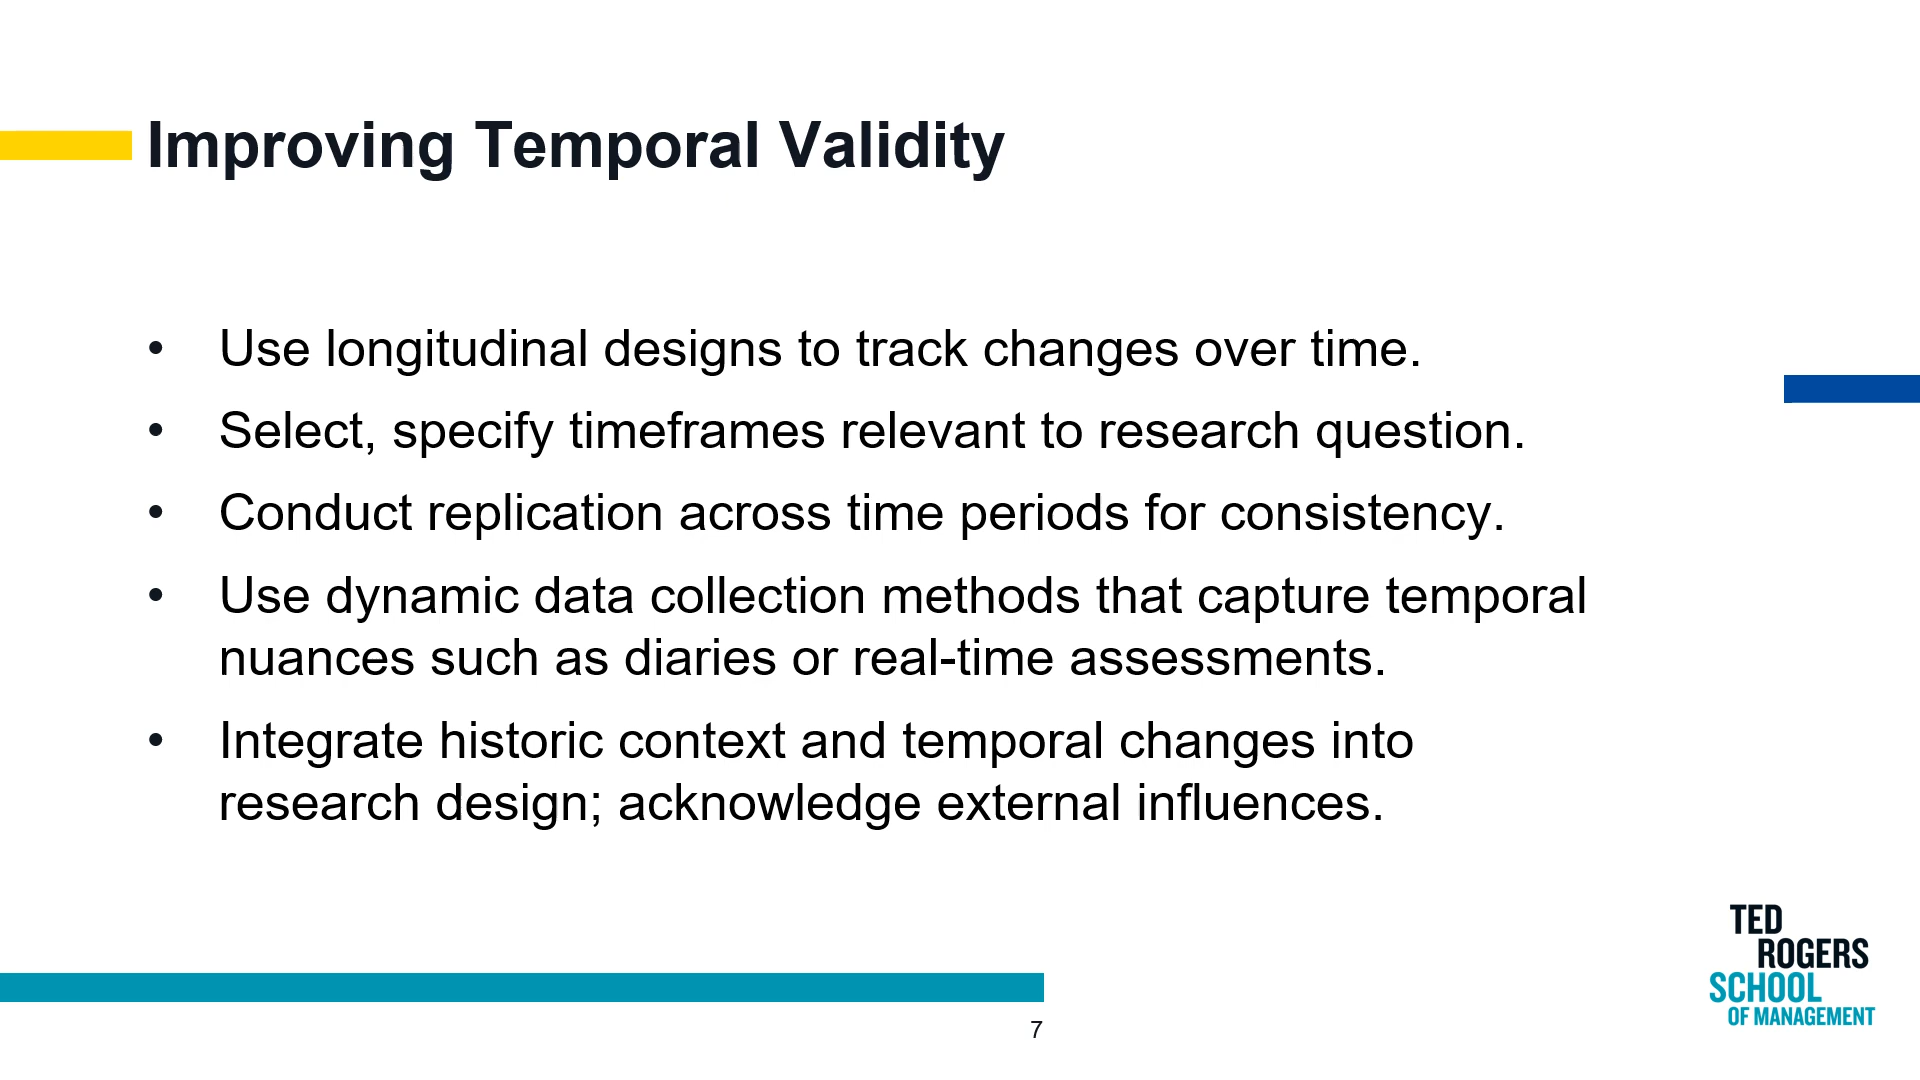 Improving Temporal Validity
• Use longitudinal designs to track changes over time.
• Select, specify timeframes relevant to research question.
• Conduct replication across time periods for consistency.
• Use dynamic data collection methods that capture temporal
nuances such as diaries or real-time assessments.
• Integrate historic context and temporal changes into
research design; acknowledge external influences.
TED
ROGERS
SCHOOL
OF MANAGEMENT
7